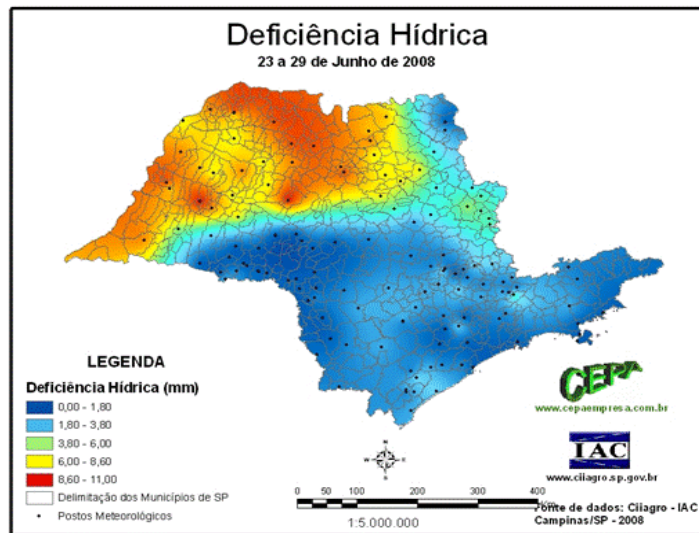 Deficiência Hídrica
23 a 29 de Junho de 2008
LEGENDA
Deficiência Hídrica (mm)
0,00 - 1,80
1,80 - 3,80
3,80 - 6,00
6,00 - 8,60
8,60 - 11,00
Delimitação dos Municípios de SP
Postos Meteorológicos
CEPA
www.cepaempresa.com.br
IAC
www.ciiagro.sp.gov.br
N
W E
S
0 50 100 200 300 400
Km
1:5.000.000
Fonte de dados: Ciiagro - IAC
Campinas/SP - 2008